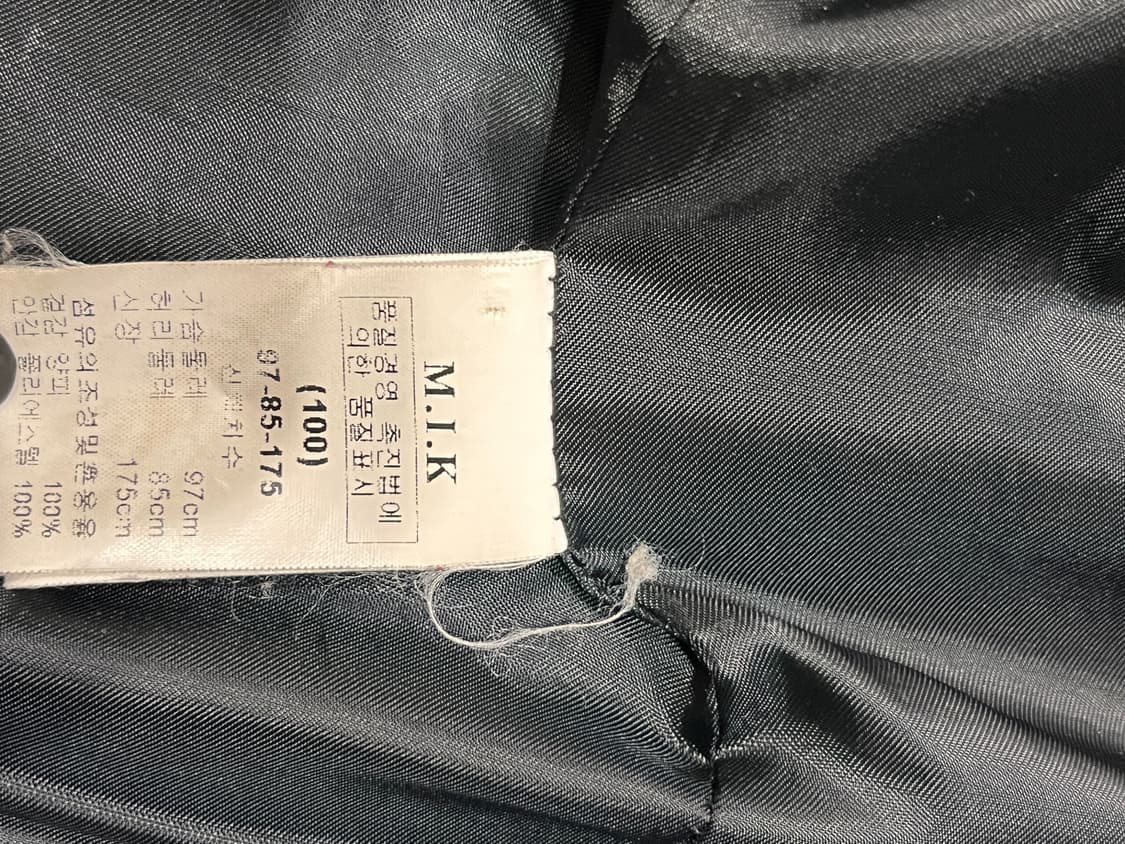 M.I.K
품질경영 촉진법에
의한 품질표시
(100)
97-85-175
신체치수
가슴둘레 97cm
허리둘레 85cm
신장 175cm
섬유의조성및혼용율
겉감 양피 100%
안감 폴리에스텔 100%